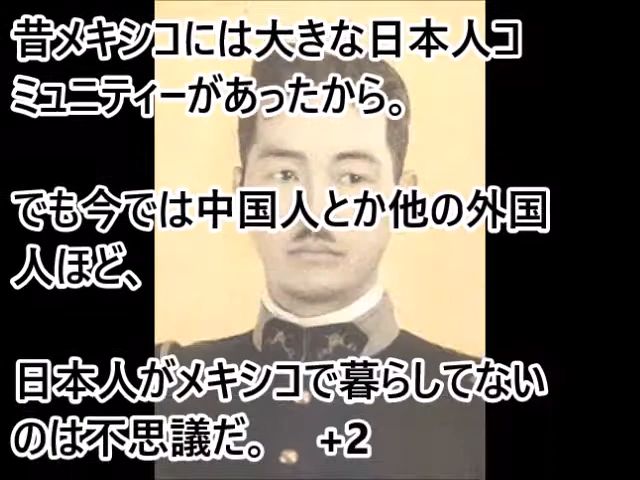 昔メキシコには大きな日本人コ
ミュニティーがあったから。
でも今では中国人とか他の外国
人ほど、
日本人がメキシコで暮らしてない
のは不思議だ。 +2